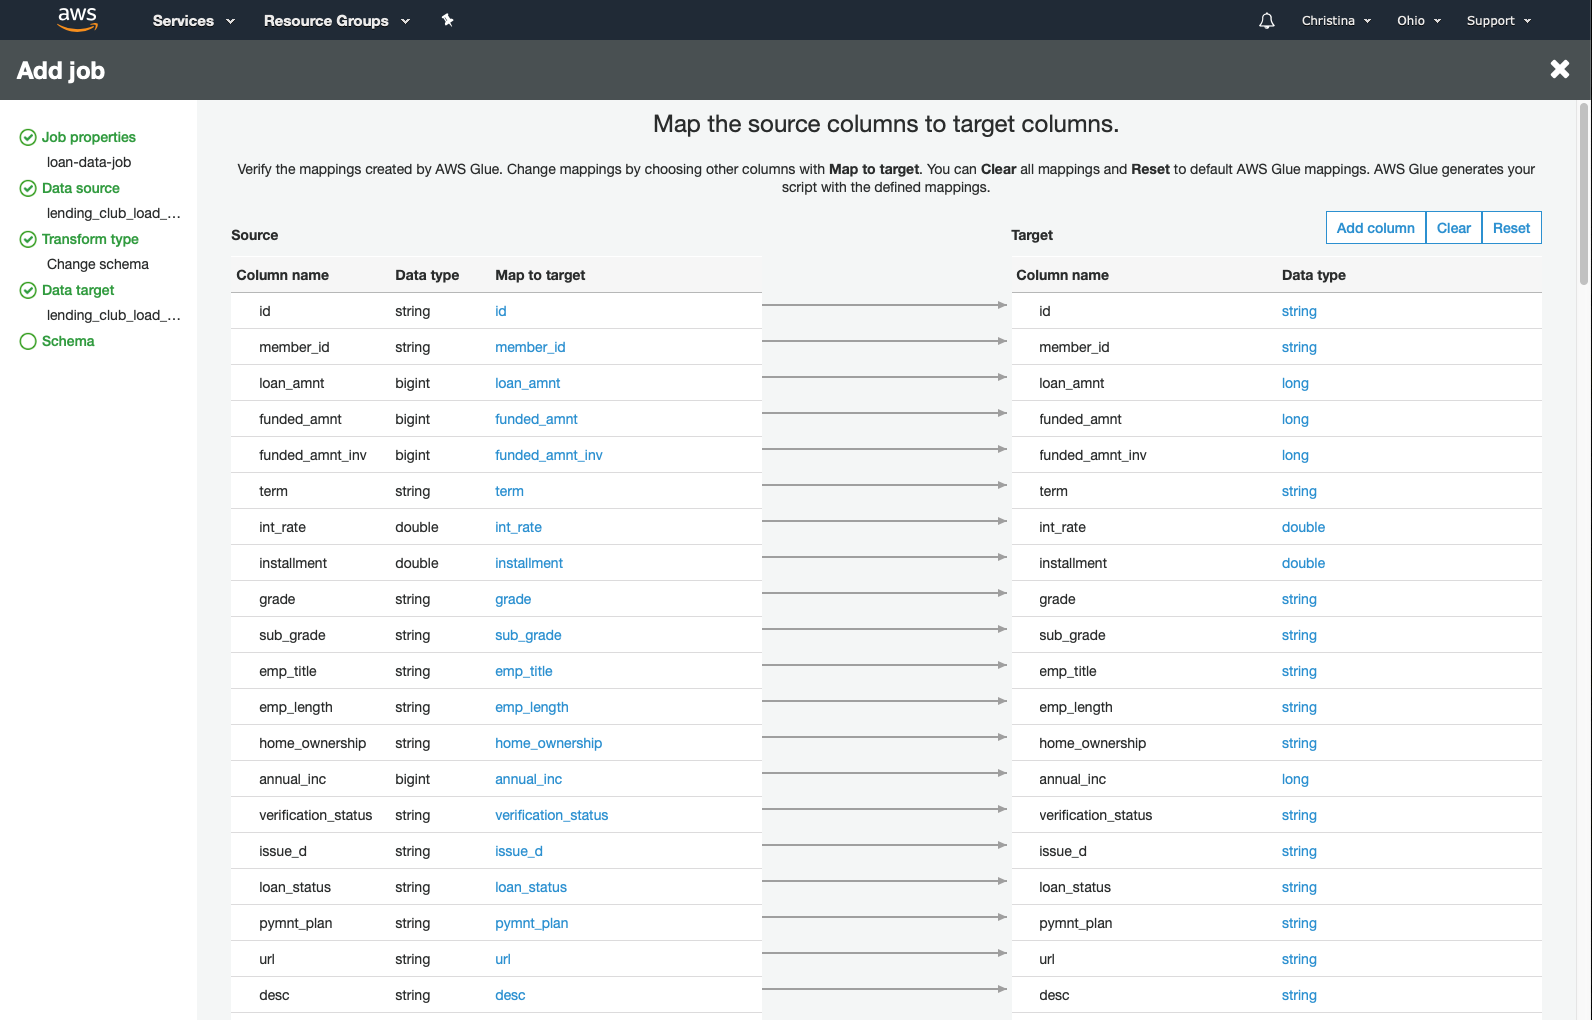 aws Services Resource Groups Christina Ohio Support
Add job
Job properties
loan-data-job
Data source
lending_club_load_...
Transform type
Change schema
Data target
lending_club_load_...
Schema
Map the source columns to target columns.
Verify the mappings created by AWS Glue. Change mappings by choosing other columns with Map to target. You can Clear all mappings and Reset to default AWS Glue mappings. AWS Glue generates your
script with the defined mappings.
Source Target Add column Clear Reset
Column name Data type Map to target Column name Data type
id string id id string
member_id string member_id member_id string
loan_amnt bigint loan_amnt loan_amnt long
funded_amnt bigint funded_amnt funded_amnt long
funded_amnt_inv bigint funded_amnt_inv funded_amnt_inv long
term string term term string
int_rate double int_rate int_rate double
installment double installment installment double
grade string grade grade string
sub_grade string sub_grade sub_grade string
emp_title string emp_title emp_title string
emp_length string emp_length emp_length string
home_ownership string home_ownership home_ownership string
annual_inc bigint annual_inc annual_inc long
verification_status string verification_status verification_status string
issue_d string issue_d issue_d string
loan_status string loan_status loan_status string
pymnt_plan string pymnt_plan pymnt_plan string
url string url url string
desc string desc desc string